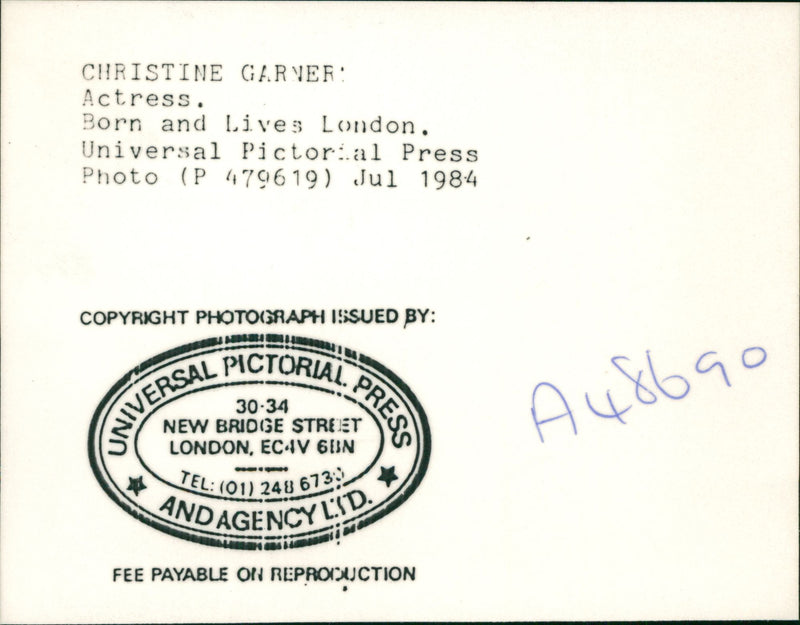 CHRISTINE GARNER
Actress.
Born and Lives London.
Universal Pictorial Press
Photo (P 479619) Jul 1984
COPYRIGHT PHOTOGRAPH ISSUED BY:
UNIVERSAL PICTORIAL PRESS
30-34
NEW BRIDGE STREET
LONDON, EC4V 6BN
TEL: (01) 248 6730
AND AGENCY LTD.
FEE PAYABLE ON REPRODUCTION
A48690